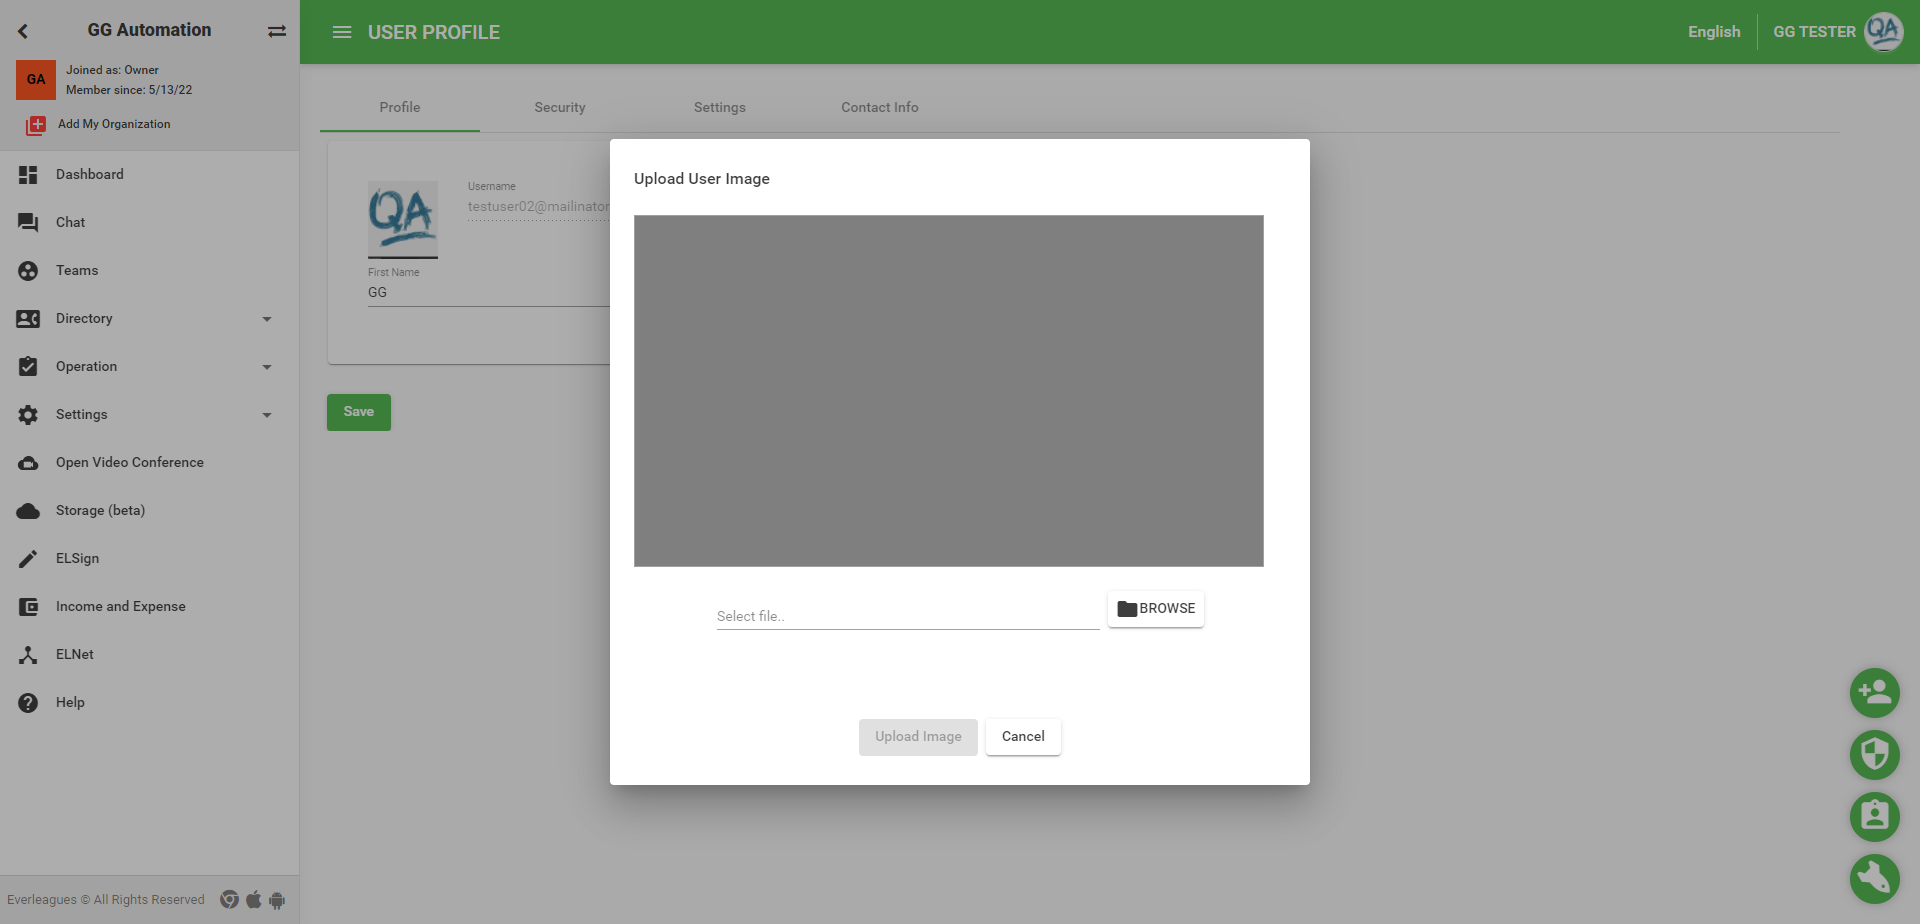 GG Automation
GA
Joined as: Owner
Member since: 5/13/22
Add My Organization
Dashboard
Chat
Teams
Directory
Operation
Settings
Open Video Conference
Storage (beta)
ELSign
Income and Expense
ELNet
Help
Everleagues © All Rights Reserved
USER PROFILE
English
GG TESTER
QA
Profile
Security
Settings
Contact Info
QA
Username
testuser02@mailinator
First Name
GG
Save
Upload User Image
Select file..
BROWSE
Upload Image
Cancel